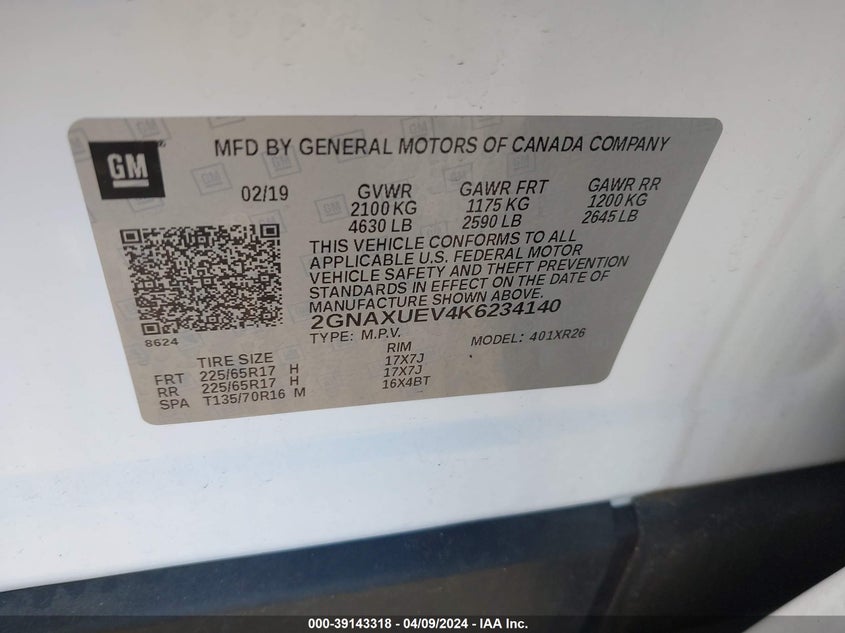 GM
MFD BY GENERAL MOTORS OF CANADA COMPANY
02/19 GVWR GAWR FRT GAWR RR
2100 KG 1175 KG 1200 KG
4630 LB 2590 LB 2645 LB
THIS VEHICLE CONFORMS TO ALL
APPLICABLE U.S. FEDERAL MOTOR
VEHICLE SAFETY AND THEFT PREVENTION
STANDARDS IN EFFECT ON THE DATE OF
MANUFACTURE SHOWN ABOVE.
2GNAXUEV4K6234140
8624 TYPE: M.P.V. MODEL: 401XR26
TIRE SIZE RIM
FRT 225/65R17 H 17X7J
RR 225/65R17 H 17X7J
SPA T135/70R16 M 16X4BT
000-39143318 - 04/09/2024 - IAA Inc.